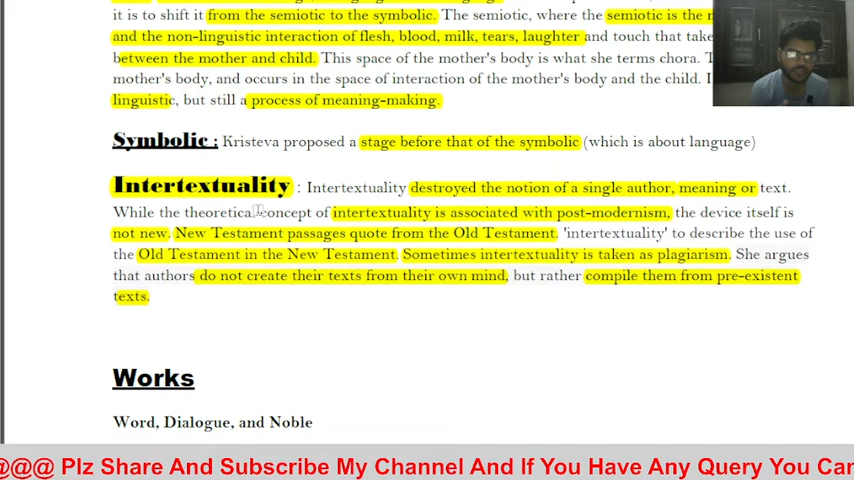 it is to shift it from the semiotic to the symbolic. The semiotic, where the semiotic is the
and the non-linguistic interaction of flesh, blood, milk, tears, laughter and touch that take
between the mother and child. This space of the mother's body is what she terms chora.
mother's body, and occurs in the space of interaction of the mother's body and the child.
linguistic, but still a process of meaning-making.
Symbolic : Kristeva proposed a stage before that of the symbolic (which is about language)
Intertextuality : Intertextuality destroyed the notion of a single author, meaning or text.
While the theoretical concept of intertextuality is associated with post-modernism, the device itself is
not new. New Testament passages quote from the Old Testament. 'intertextuality' to describe the use of
the Old Testament in the New Testament. Sometimes intertextuality is taken as plagiarism. She argues
that authors do not create their texts from their own mind, but rather compile them from pre-existent
texts.
Works
Word, Dialogue, and Noble
@@@ Plz Share And Subscribe My Channel And If You Have Any Query You Can